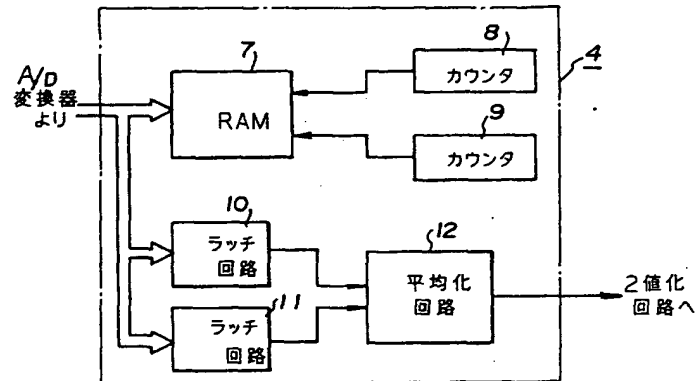 A/D
変換器
より
7
RAM
8
カウンタ
9
カウンタ
4
10
ラッチ
回路
11
ラッチ
回路
12
平均化
回路
2値化
回路へ